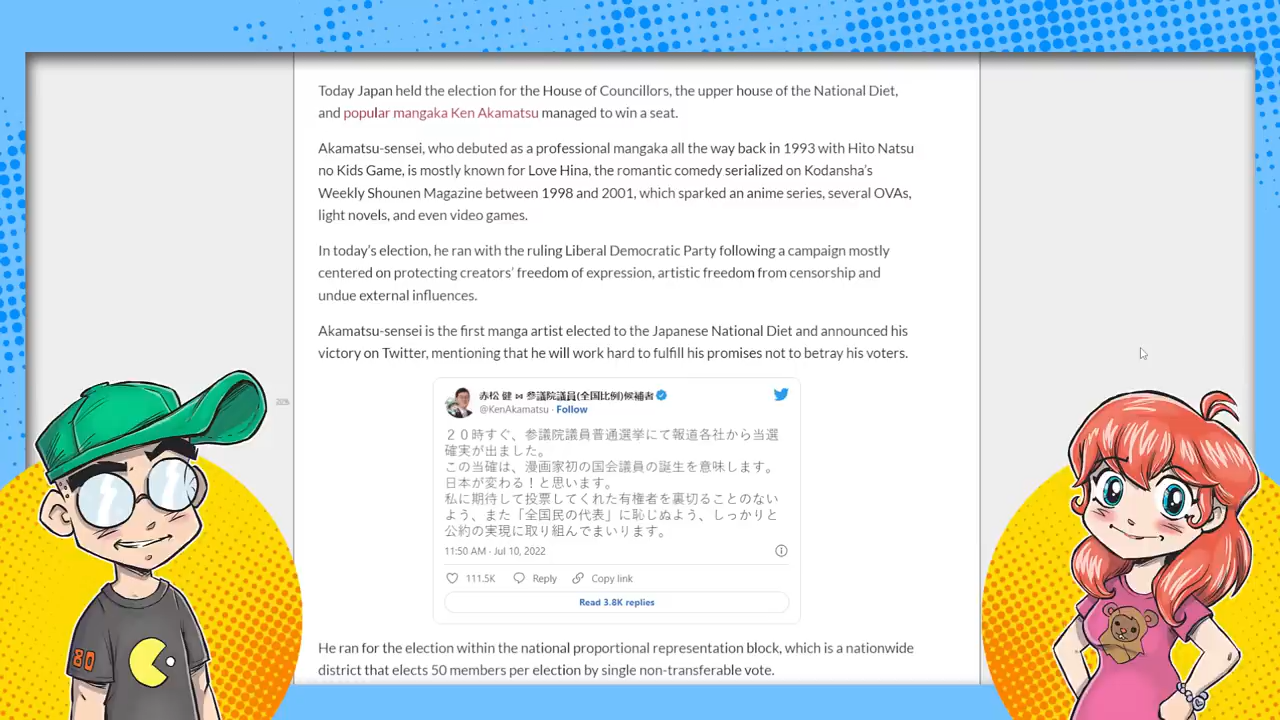 Today Japan held the election for the House of Councillors, the upper house of the National Diet,
and popular mangaka Ken Akamatsu managed to win a seat.
Akamatsu-sensei, who debuted as a professional mangaka all the way back in 1993 with Hito Natsu
no Kids Game, is mostly known for Love Hina, the romantic comedy serialized on Kodansha's
Weekly Shounen Magazine between 1998 and 2001, which sparked an anime series, several OVAs,
light novels, and even video games.
In today's election, he ran with the ruling Liberal Democratic Party following a campaign mostly
centered on protecting creators' freedom of expression, artistic freedom from censorship and
undue external influences.
Akamatsu-sensei is the first manga artist elected to the Japanese National Diet and announced his
victory on Twitter, mentioning that he will work hard to fulfill his promises not to betray his voters.
赤松 健 ⋈ 参議院議員(全国比例)候補者
@KenAkamatsu · Follow
２０時すぐ、参議院議員普通選挙にて報道各社から当選
確実が出ました。
この当確は、漫画家初の国会議員の誕生を意味します。
日本が変わる！と思います。
私に期待して投票してくれた有権者を裏切ることのない
よう、また「全国民の代表」に恥じぬよう、しっかりと
公約の実現に取り組んでまいります。
11:50 AM · Jul 10, 2022
111.5K Reply Copy link
Read 3.8K replies
He ran for the election within the national proportional representation block, which is a nationwide
district that elects 50 members per election by single non-transferable vote.
80